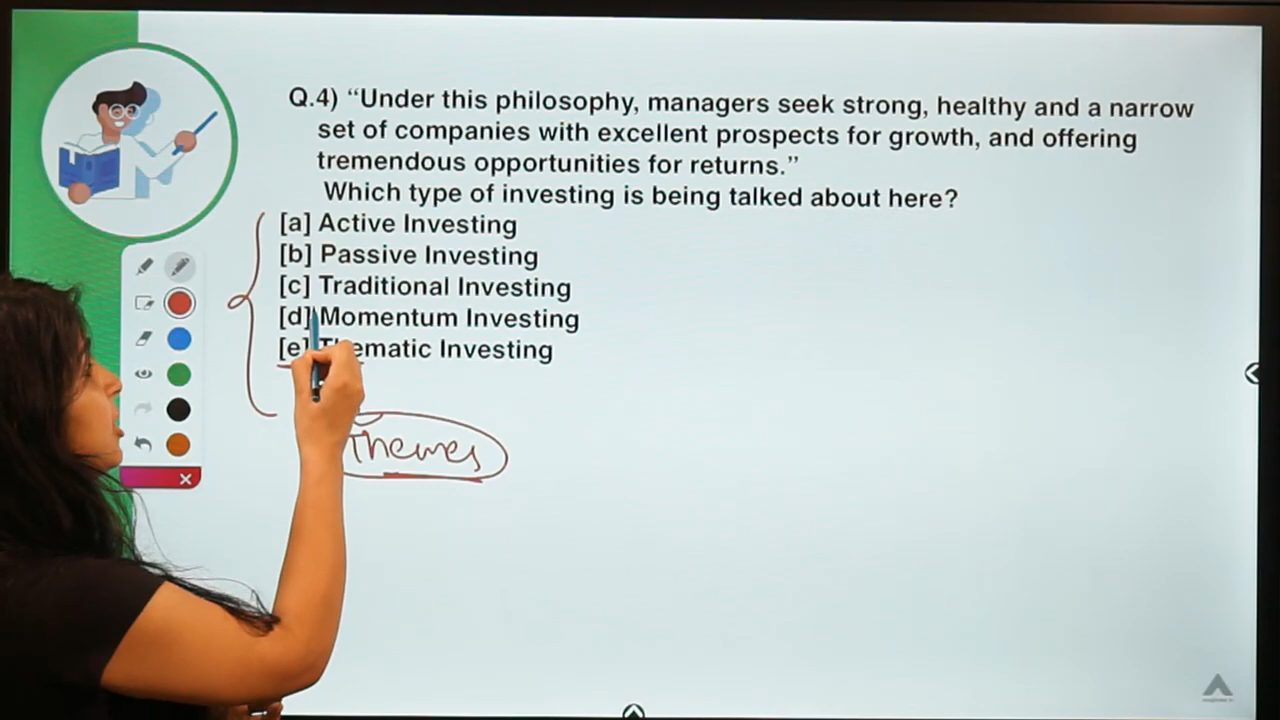 Q.4) “Under this philosophy, managers seek strong, healthy and a narrow
set of companies with excellent prospects for growth, and offering
tremendous opportunities for returns.”
Which type of investing is being talked about here?
[a] Active Investing
[b] Passive Investing
[c] Traditional Investing
[d] Momentum Investing
[e] Thematic Investing
Themes